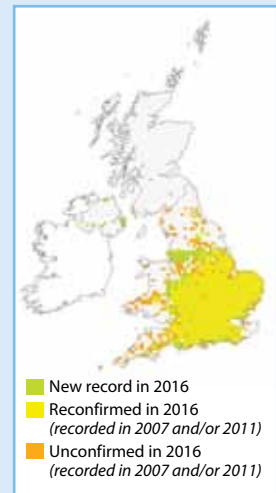 New record in 2016
Reconfirmed in 2016
(recorded in 2007 and/or 2011)
Unconfirmed in 2016
(recorded in 2007 and/or 2011)